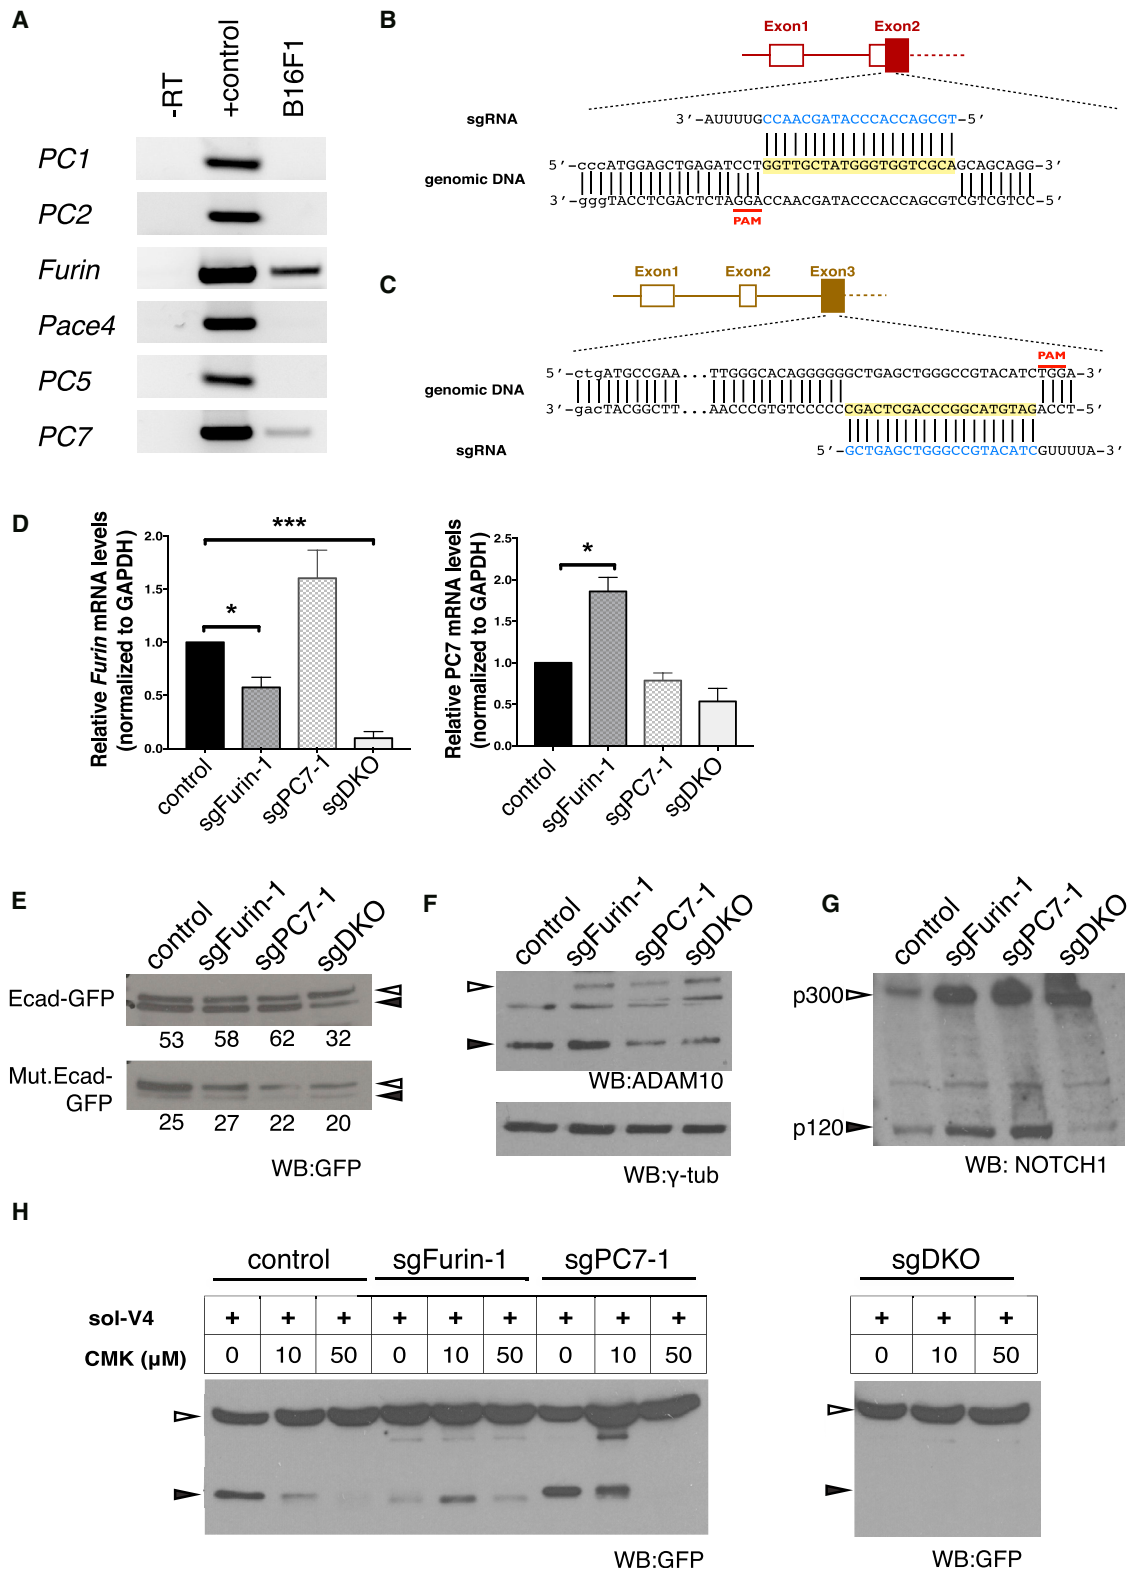 A
-RT
+control
B16F1
PC1
PC2
Furin
Pace4
PC5
PC7
B
Exon1
Exon2
sgRNA
3′-AUUUUGCCAACGATACCCACCAGCGT-5′
genomic DNA
5′-cccATGGAGCTGAGATCCTGGTTGCTATGGGTGGTCGCAGCAGCAGG-3′
3′-gggTACCTCGACTCTAGGACCAACGATACCCACCAGCGTCGTCGTCC-5′
PAM
C
Exon1
Exon2
Exon3
PAM
genomic DNA
5′-ctgATGCCGAA...TTGGGCACAGGGGGGCTGAGCTGGGCCGTACATCTGGA-3′
3′-gacTACGGCTT...AACCCGTGTCCCCCCGACTCGACCCGGCATGTAGACCT-5′
sgRNA
5′-GCTGAGCTGGGCCGTACATCGUUUUA-3′
D
Relative Furin mRNA levels
(normalized to GAPDH)
2.0
1.5
1.0
0.5
0.0
*
***
control
sgFurin-1
sgPC7-1
sgDKO
Relative PC7 mRNA levels
(normalized to GAPDH)
2.5
2.0
1.5
1.0
0.5
0.0
*
control
sgFurin-1
sgPC7-1
sgDKO
E
control
sgFurin-1
sgPC7-1
sgDKO
Ecad-GFP
53 58 62 32
Mut.Ecad-
GFP
25 27 22 20
WB:GFP
F
control
sgFurin-1
sgPC7-1
sgDKO
WB:ADAM10
WB:γ-tub
G
control
sgFurin-1
sgPC7-1
sgDKO
p300
p120
WB: NOTCH1
H
control sgFurin-1 sgPC7-1 sgDKO
sol-V4 + + + + + + + + + + + +
CMK (μM) 0 10 50 0 10 50 0 10 50 0 10 50
WB:GFP
WB:GFP